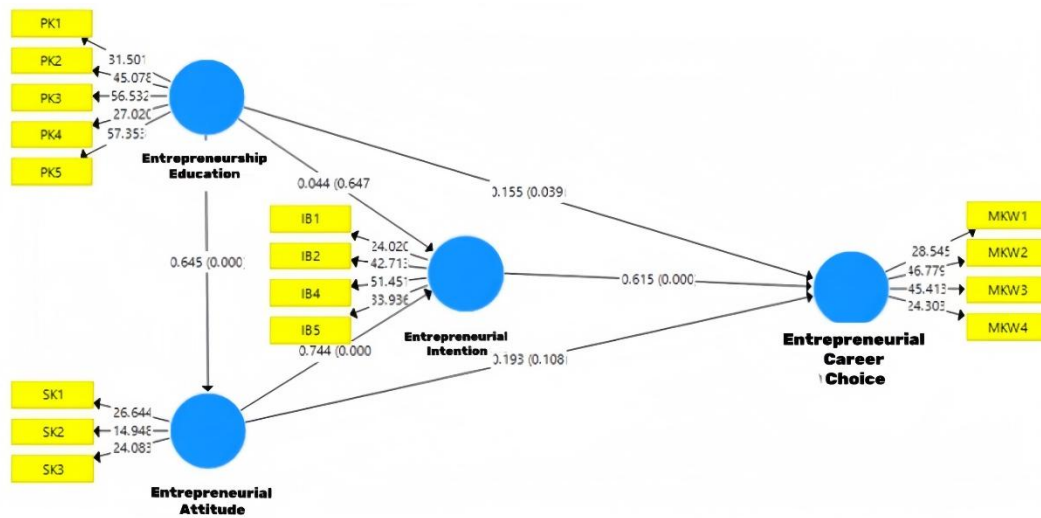 PK1
PK2
PK3
PK4
PK5
31.501
45.078
56.532
27.020
57.353
Entrepreneurship
Education
0.044 (0.647
0.155 (0.039)
0.645 (0.000)
IB1
IB2
IB4
IB5
24.020
42.713
51.451
33.936
Entrepreneurial
Intention
0.615 (0.000)
0.744 (0.000
0.193 (0.108)
MKW1
MKW2
MKW3
MKW4
28.545
46.779
45.413
24.303
Entrepreneurial
Career
Choice
SK1
SK2
SK3
26.644
14.948
24.083
Entrepreneurial
Attitude